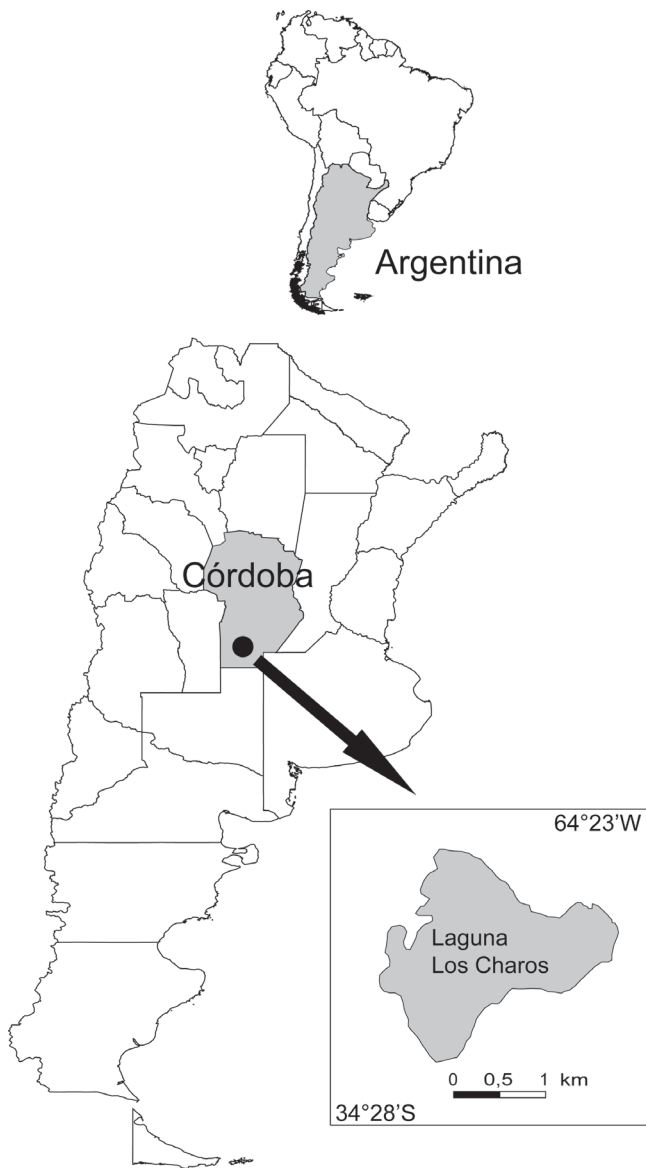 Argentina
Córdoba
64°23’W
Laguna
Los Charos
0 0,5 1 km
34°28’S